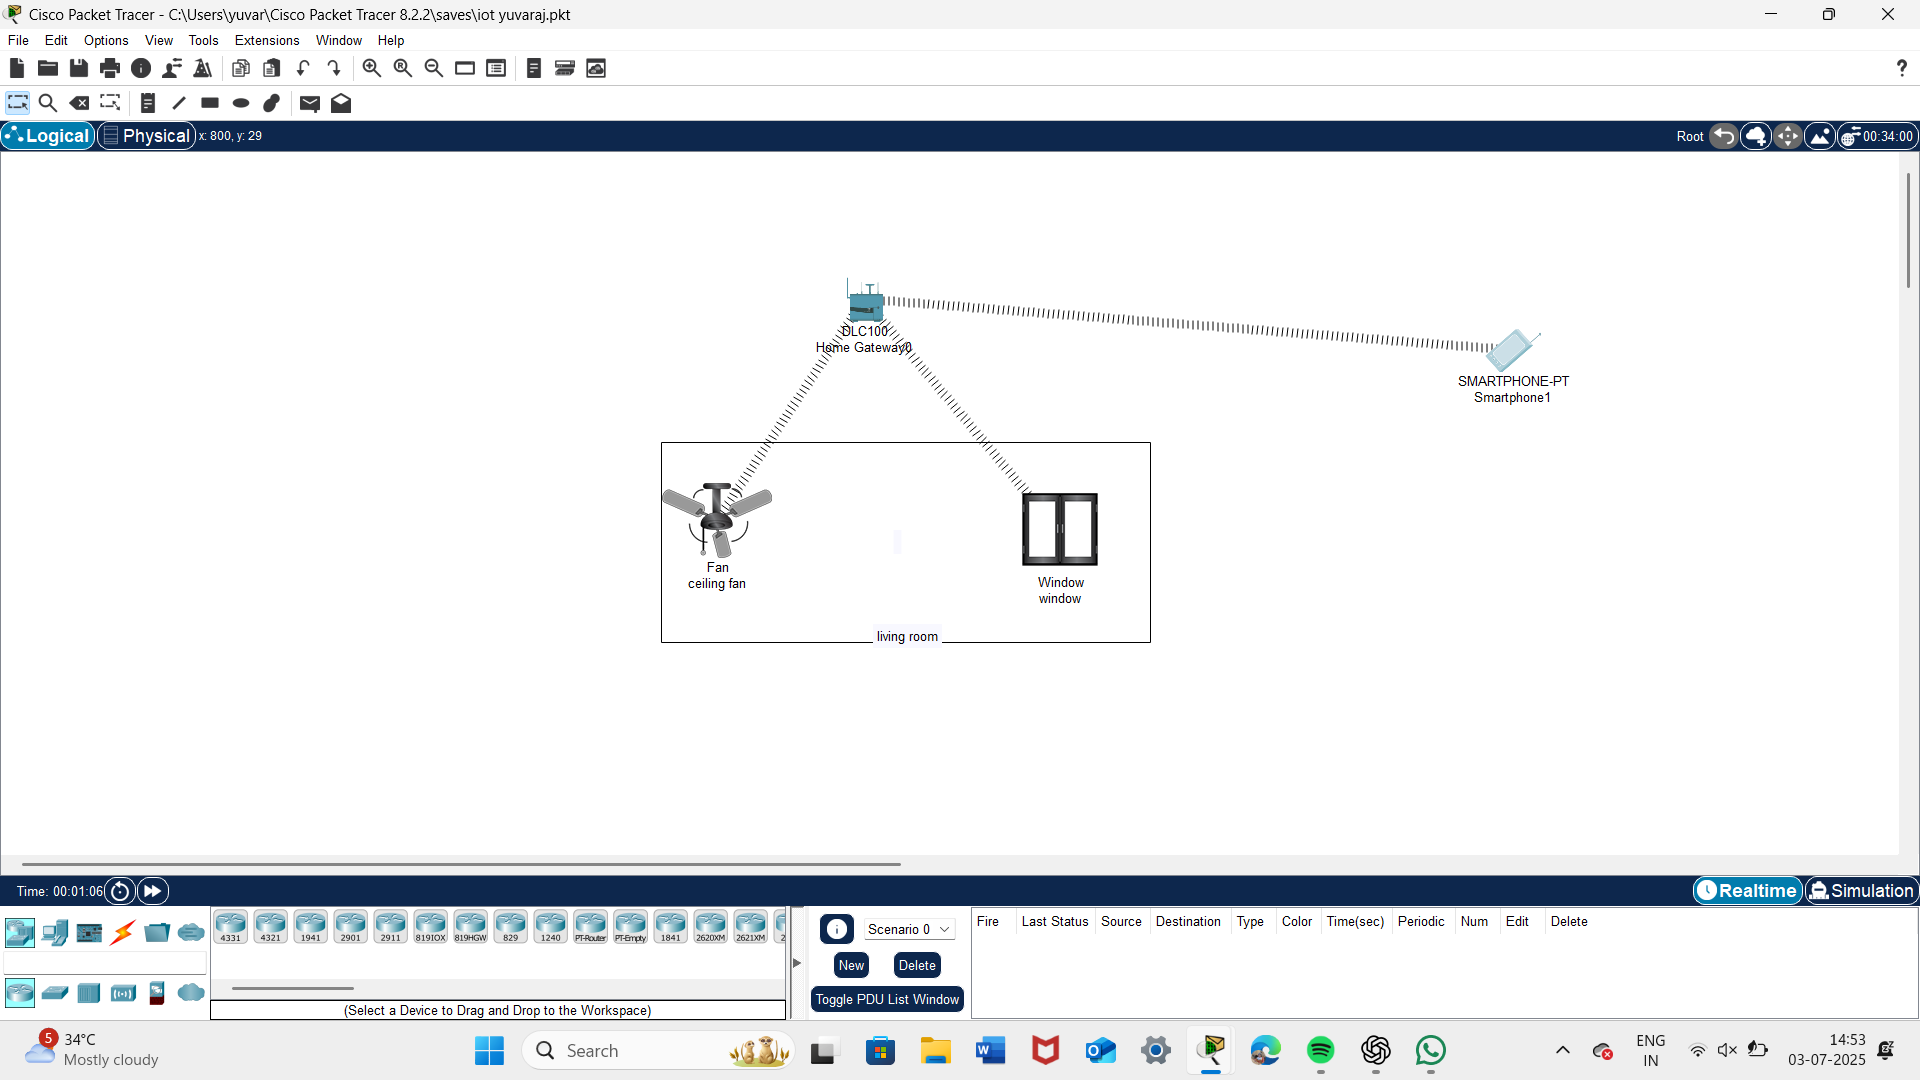 Cisco Packet Tracer - C:\Users\yuvar\Cisco Packet Tracer 8.2.2\saves\iot yuvaraj.pkt
File Edit Options View Tools Extensions Window Help
Logical Physical x: 800, y: 29 Root 00:34:00
DLC100
Home Gateway0
SMARTPHONE-PT
Smartphone1
Fan
ceiling fan
Window
window
living room
Time: 00:01:06 Realtime Simulation
4331 4321 1941 2901 2911 819IOX 819HGW 829 1240 PT-Router PT-Empty 1841 2620XM 2621XM 2
(Select a Device to Drag and Drop to the Workspace)
Scenario 0
New Delete
Toggle PDU List Window
Fire Last Status Source Destination Type Color Time(sec) Periodic Num Edit Delete
5 34°C
Mostly cloudy
Search
ENG
IN
14:53
03-07-2025